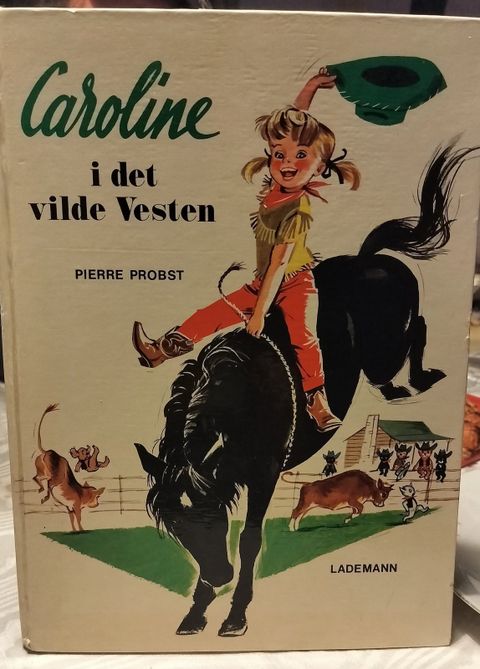 Caroline
i det
vilde Vesten
PIERRE PROBST
LADEMANN